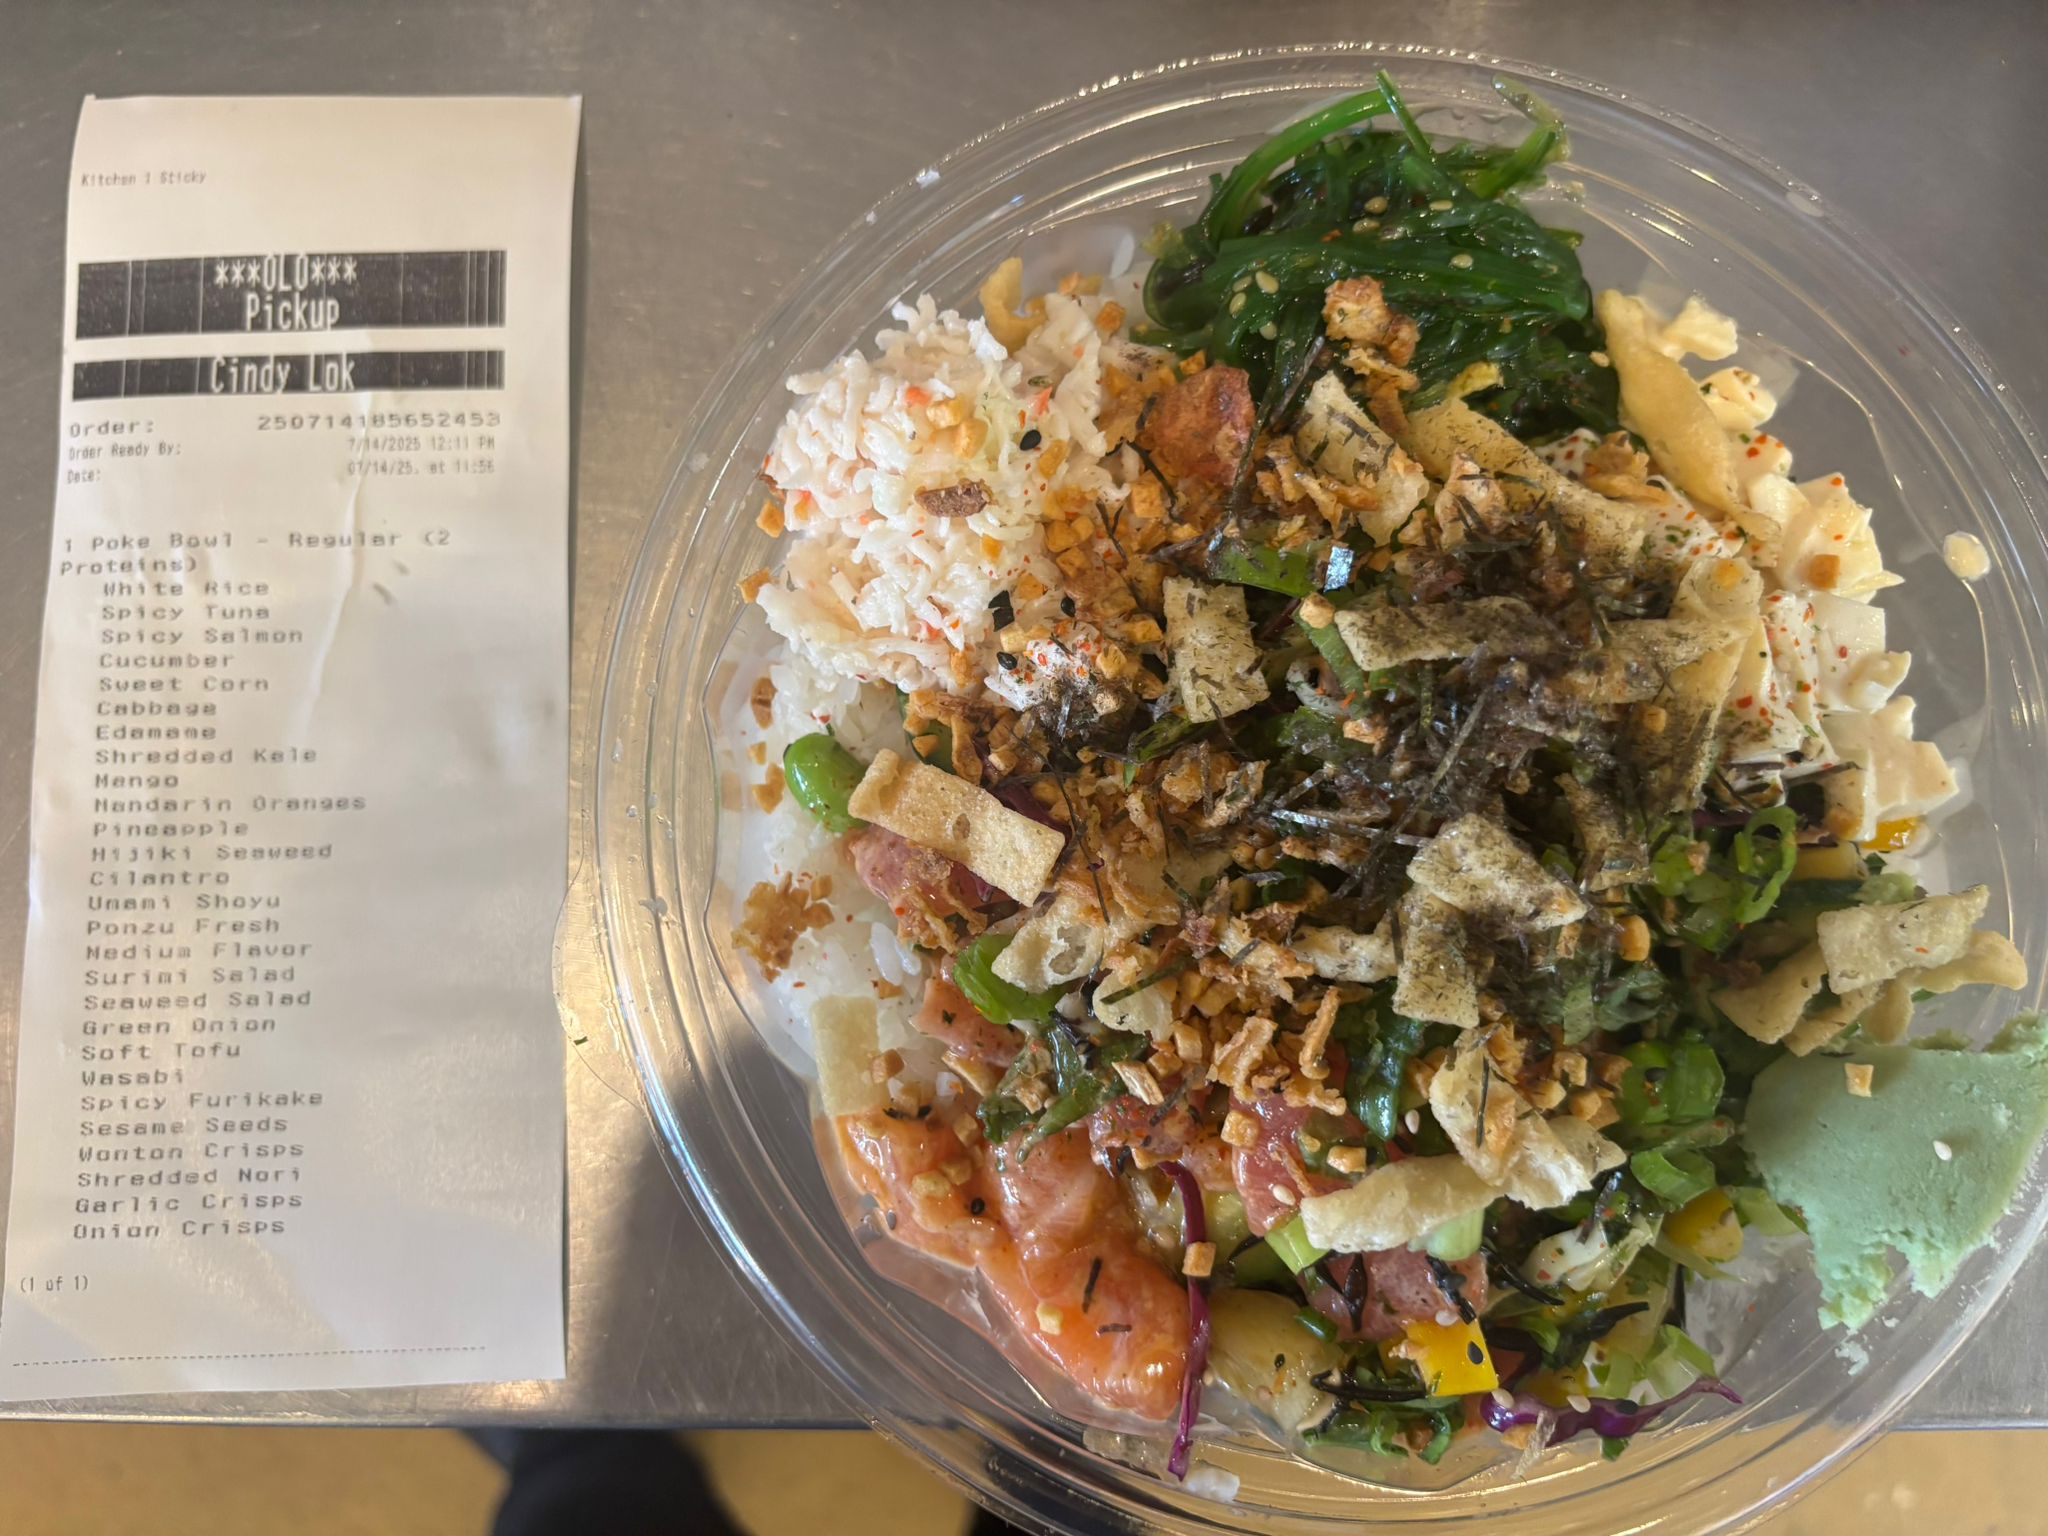 Kitchen 1 Sticky
***OLO***
Pickup
Cindy Lok
Order: 250714185652453
Order Ready By: 7/14/2025 12:11 PM
Date: 07/14/25, at 11:56
1 Poke Bowl - Regular (2
Proteins)
White Rice
Spicy Tuna
Spicy Salmon
Cucumber
Sweet Corn
Cabbage
Edamame
Shredded Kale
Mango
Mandarin Oranges
Pineapple
Hijiki Seaweed
Cilantro
Umami Shoyu
Ponzu Fresh
Medium Flavor
Surimi Salad
Seaweed Salad
Green Onion
Soft Tofu
Wasabi
Spicy Furikake
Sesame Seeds
Wonton Crisps
Shredded Nori
Garlic Crisps
Onion Crisps
(1 of 1)